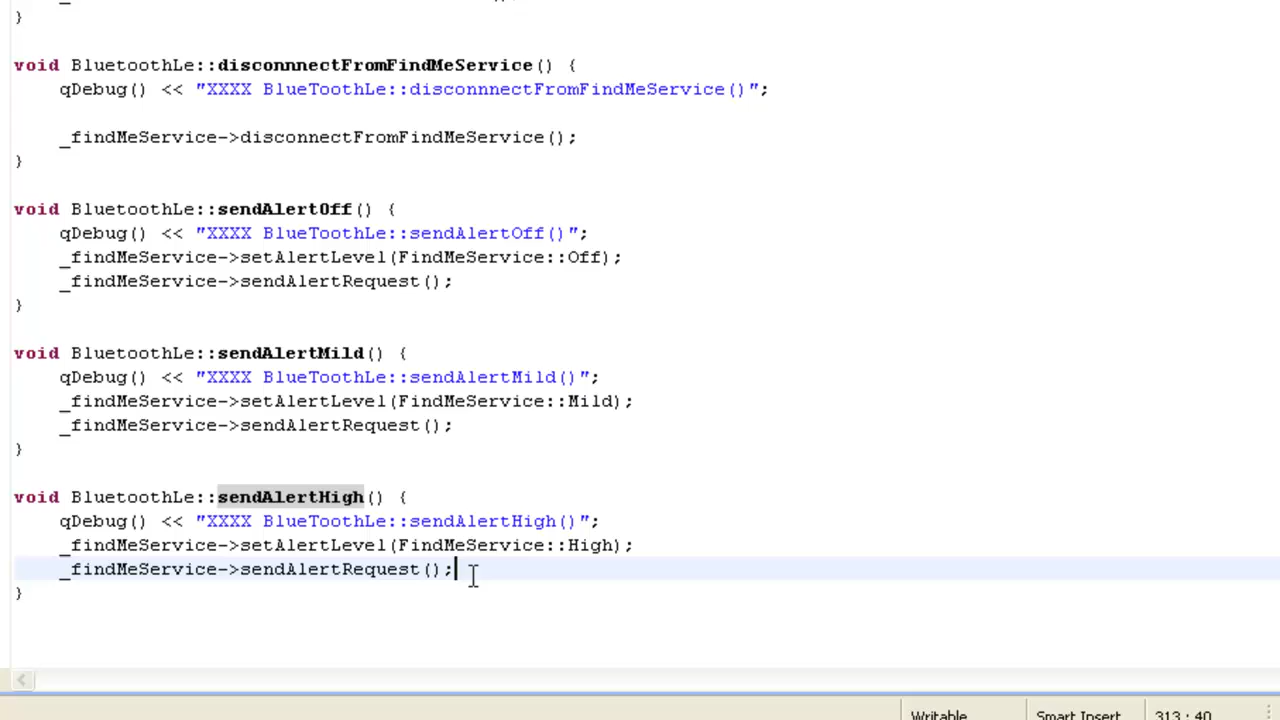 }
void BluetoothLe::disconnnectFromFindMeService() {
qDebug() << "XXXX BlueToothLe::disconnnectFromFindMeService()";
_findMeService->disconnectFromFindMeService();
}
void BluetoothLe::sendAlertOff() {
qDebug() << "XXXX BlueToothLe::sendAlertOff()";
_findMeService->setAlertLevel(FindMeService::Off);
_findMeService->sendAlertRequest();
}
void BluetoothLe::sendAlertMild() {
qDebug() << "XXXX BlueToothLe::sendAlertMild()";
_findMeService->setAlertLevel(FindMeService::Mild);
_findMeService->sendAlertRequest();
}
void BluetoothLe::sendAlertHigh() {
qDebug() << "XXXX BlueToothLe::sendAlertHigh()";
_findMeService->setAlertLevel(FindMeService::High);
_findMeService->sendAlertRequest();
}
Writable Smart Insert 313 : 40